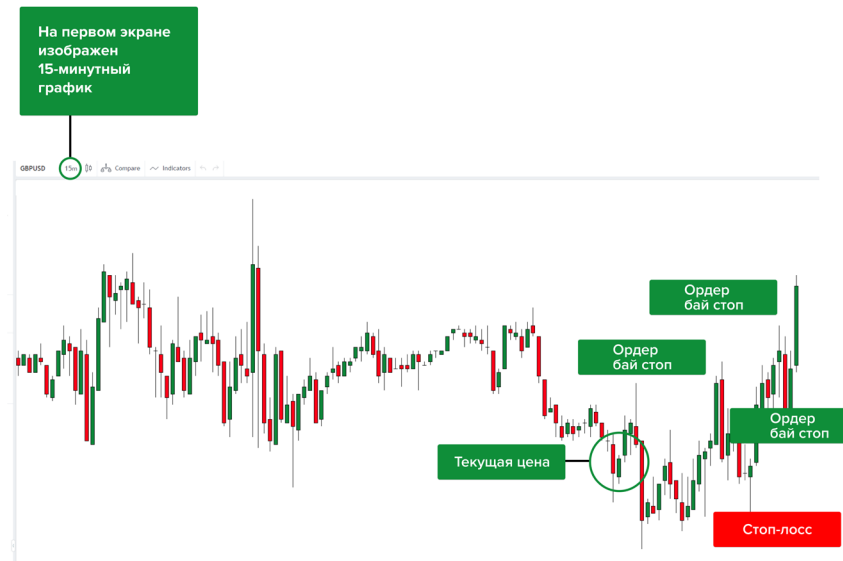 На первом экране
изображен
15-минутный
график
GBPUSD 15m Compare Indicators
Ордер
бай стоп
Ордер
бай стоп
Ордер
бай стоп
Текущая цена
Стоп-лосс